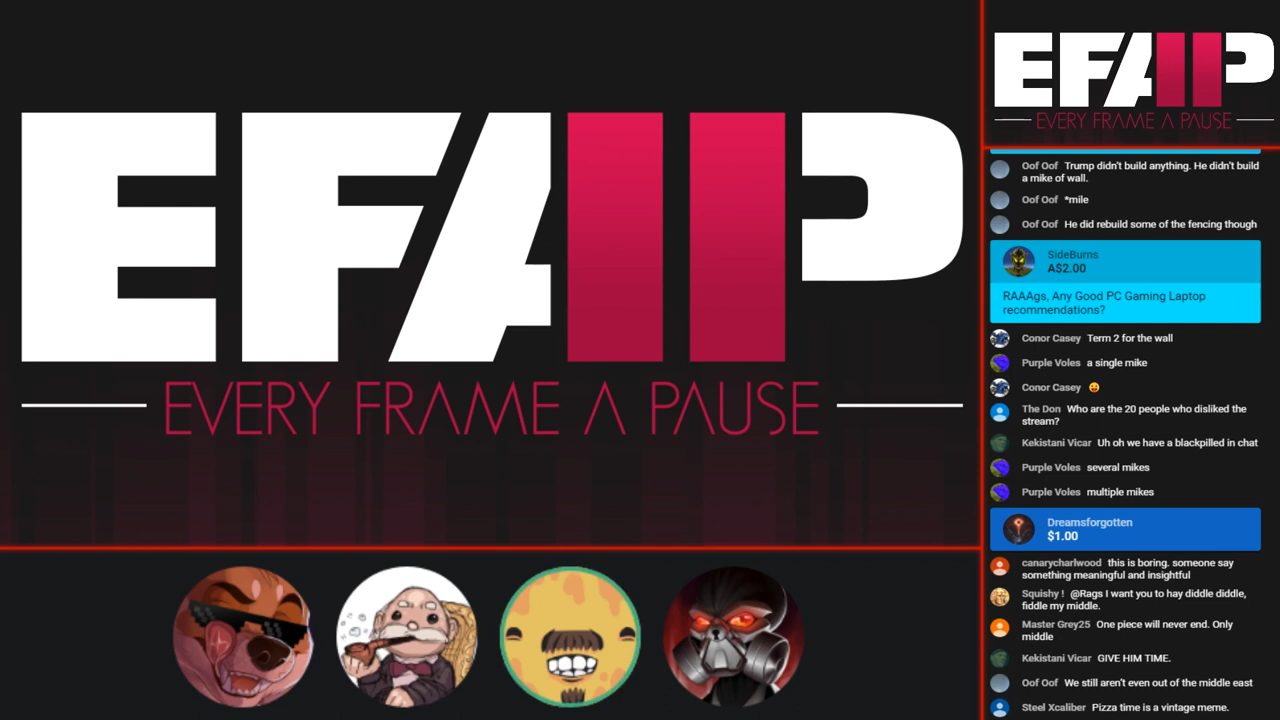 EFAP
EVERY FRAME A PAUSE
EFAP
EVERY FRAME A PAUSE
Oof Oof Trump didn't build anything. He didn't build
a mike of wall.
Oof Oof *mile
Oof Oof He did rebuild some of the fencing though
SideBurns
A$2.00
RAAAgs, Any Good PC Gaming Laptop
recommendations?
Conor Casey Term 2 for the wall
Purple Voles a single mike
Conor Casey
The Don Who are the 20 people who disliked the
stream?
Kekistani Vicar Uh oh we have a blackpilled in chat
Purple Voles several mikes
Purple Voles multiple mikes
Dreamsforgotten
$1.00
canarycharlwood this is boring. someone say
something meaningful and insightful
Squishy ! @Rags I want you to hay diddle diddle,
fiddle my middle.
Master Grey25 One piece will never end. Only
middle
Kekistani Vicar GIVE HIM TIME.
Oof Oof We still aren't even out of the middle east
Steel Xcaliber Pizza time is a vintage meme.